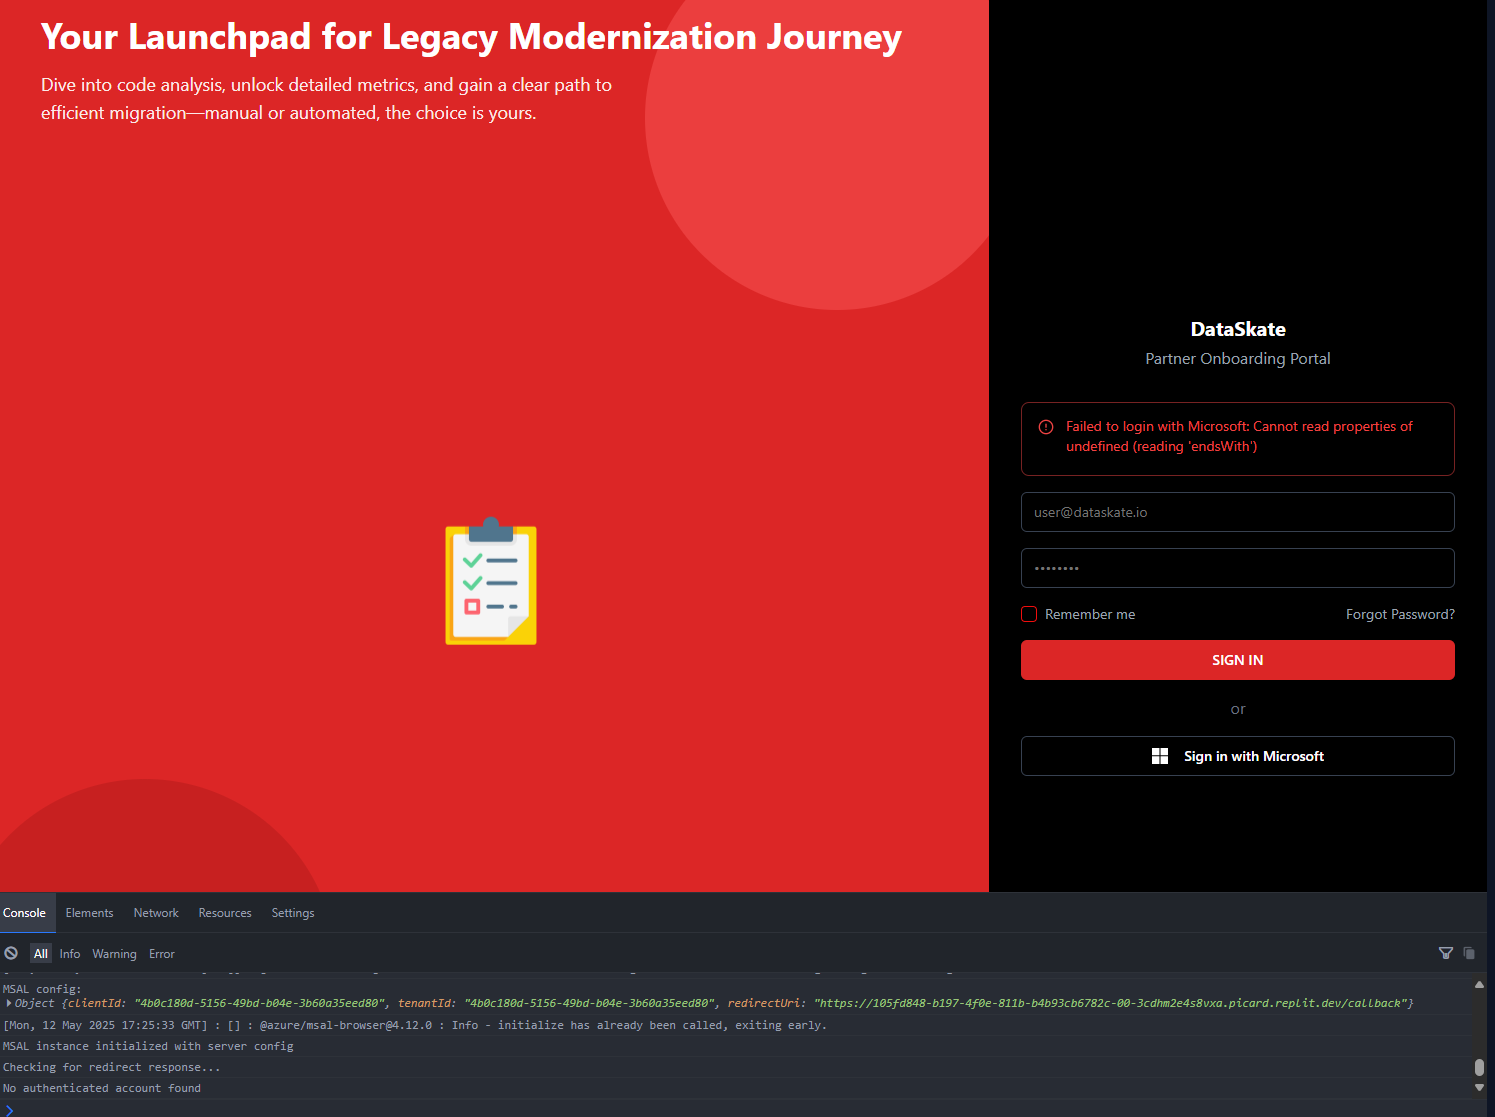 Your Launchpad for Legacy Modernization Journey
Dive into code analysis, unlock detailed metrics, and gain a clear path to
efficient migration—manual or automated, the choice is yours.
DataSkate
Partner Onboarding Portal
Failed to login with Microsoft: Cannot read properties of
undefined (reading 'endsWith')
user@dataskate.io
••••••••
Remember me
Forgot Password?
SIGN IN
or
Sign in with Microsoft
Console Elements Network Resources Settings
All Info Warning Error
MSAL config:
Object {clientId: "4b0c180d-5156-49bd-b04e-3b60a35eed80", tenantId: "4b0c180d-5156-49bd-b04e-3b60a35eed80", redirectUri: "https://105fd848-b197-4f0e-811b-b4b93cb6782c-00-3cdhm2e4s8vxa.picard.replit.dev/callback"}
[Mon, 12 May 2025 17:25:33 GMT] : [] : @azure/msal-browser@4.12.0 : Info - initialize has already been called, exiting early.
MSAL instance initialized with server config
Checking for redirect response...
No authenticated account found